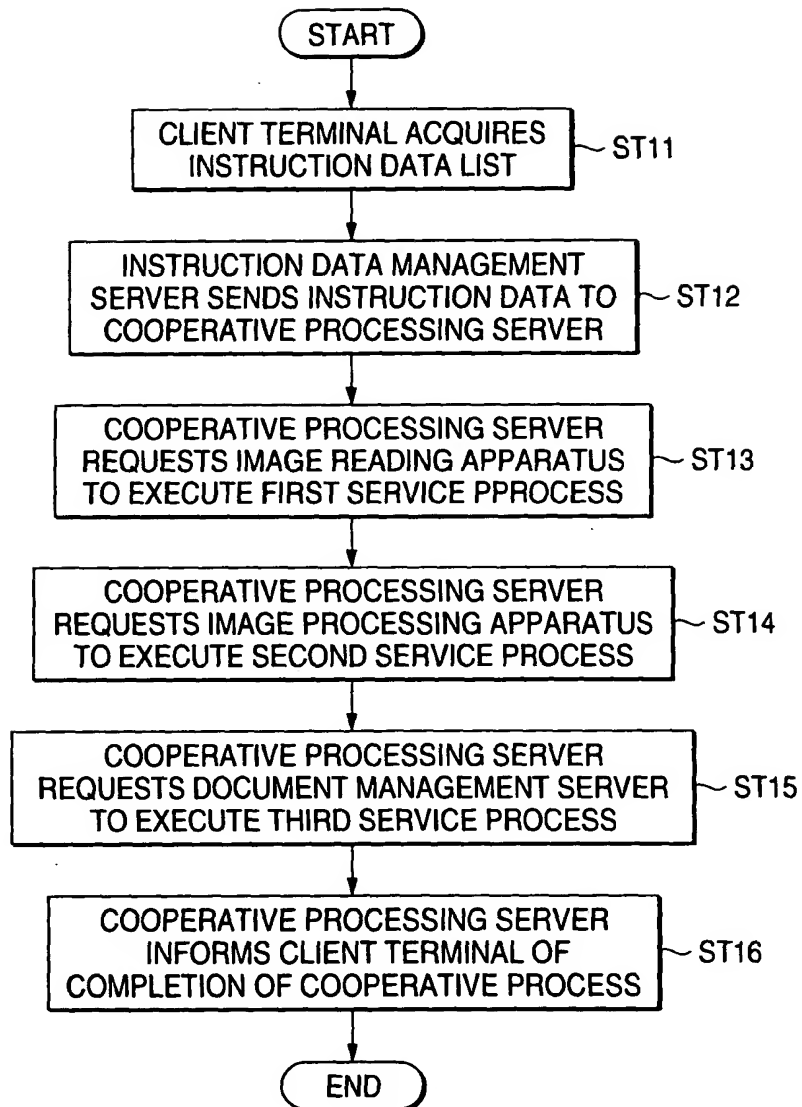 START
CLIENT TERMINAL ACQUIRES
INSTRUCTION DATA LIST
ST11
INSTRUCTION DATA MANAGEMENT
SERVER SENDS INSTRUCTION DATA TO
COOPERATIVE PROCESSING SERVER
ST12
COOPERATIVE PROCESSING SERVER
REQUESTS IMAGE READING APPARATUS
TO EXECUTE FIRST SERVICE PPROCESS
ST13
COOPERATIVE PROCESSING SERVER
REQUESTS IMAGE PROCESSING APPARATUS
TO EXECUTE SECOND SERVICE PROCESS
ST14
COOPERATIVE PROCESSING SERVER
REQUESTS DOCUMENT MANAGEMENT SERVER
TO EXECUTE THIRD SERVICE PROCESS
ST15
COOPERATIVE PROCESSING SERVER
INFORMS CLIENT TERMINAL OF
COMPLETION OF COOPERATIVE PROCESS
ST16
END